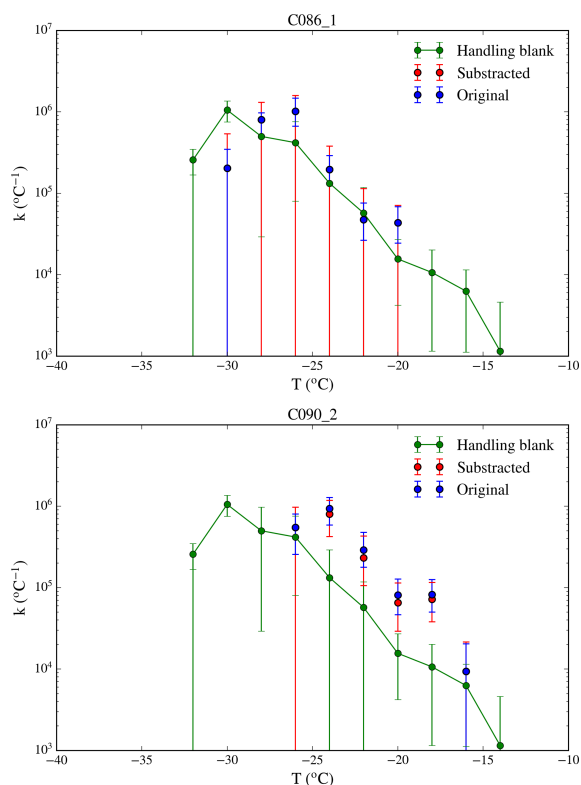 C086_1
10⁷
10⁶
10⁵
10⁴
10³
k (°C⁻¹)
Handling blank
Substracted
Original
−40 −35 −30 −25 −20 −15 −10
T (°C)
C090_2
10⁷
10⁶
10⁵
10⁴
10³
k (°C⁻¹)
Handling blank
Substracted
Original
−40 −35 −30 −25 −20 −15 −10
T (°C)